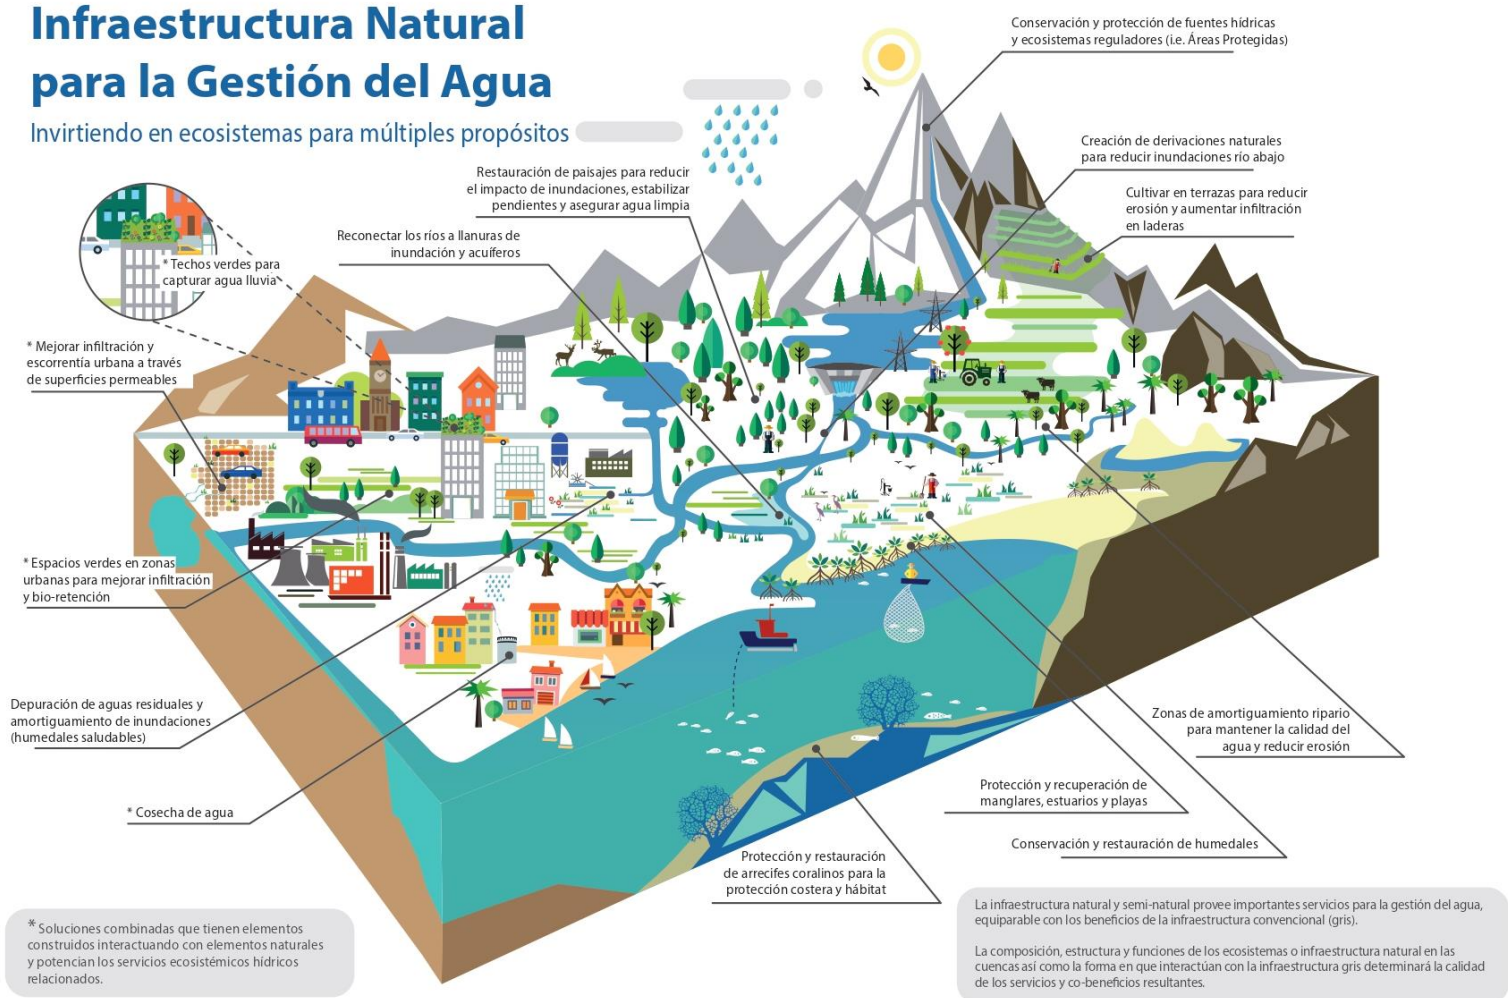 Infraestructura Natural
para la Gestión del Agua
Invirtiendo en ecosistemas para múltiples propósitos
Conservación y protección de fuentes hídricas
y ecosistemas reguladores (i.e. Áreas Protegidas)
Creación de derivaciones naturales
para reducir inundaciones río abajo
Cultivar en terrazas para reducir
erosión y aumentar infiltración
en laderas
Restauración de paisajes para reducir
el impacto de inundaciones, estabilizar
pendientes y asegurar agua limpia
Reconectar los ríos a llanuras de
inundación y acuíferos
* Techos verdes para
capturar agua lluvia
* Mejorar infiltración y
escorrentía urbana a través
de superficies permeables
* Espacios verdes en zonas
urbanas para mejorar infiltración
y bio-retención
Depuración de aguas residuales y
amortiguamiento de inundaciones
(humedales saludables)
* Cosecha de agua
Zonas de amortiguamiento ripario
para mantener la calidad del
agua y reducir erosión
Protección y recuperación de
manglares, estuarios y playas
Conservación y restauración de humedales
Protección y restauración
de arrecifes coralinos para la
protección costera y hábitat
* Soluciones combinadas que tienen elementos
construidos interactuando con elementos naturales
y potencian los servicios ecosistémicos hídricos
relacionados.
La infraestructura natural y semi-natural provee importantes servicios para la gestión del agua,
equiparable con los beneficios de la infraestructura convencional (gris).
La composición, estructura y funciones de los ecosistemas o infraestructura natural en las
cuencas así como la forma en que interactúan con la infraestructura gris determinará la calidad
de los servicios y co-beneficios resultantes.